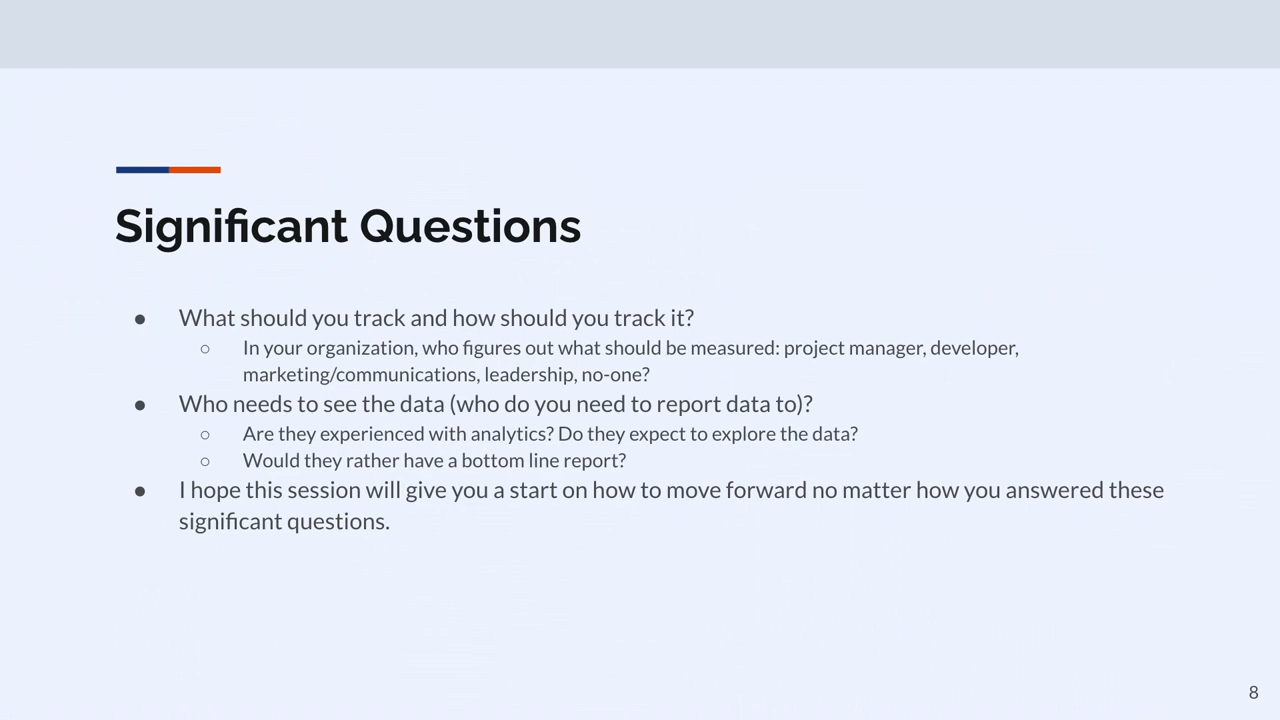 Significant Questions
● What should you track and how should you track it?
○ In your organization, who figures out what should be measured: project manager, developer,
marketing/communications, leadership, no-one?
● Who needs to see the data (who do you need to report data to)?
○ Are they experienced with analytics? Do they expect to explore the data?
○ Would they rather have a bottom line report?
● I hope this session will give you a start on how to move forward no matter how you answered these
significant questions.
8